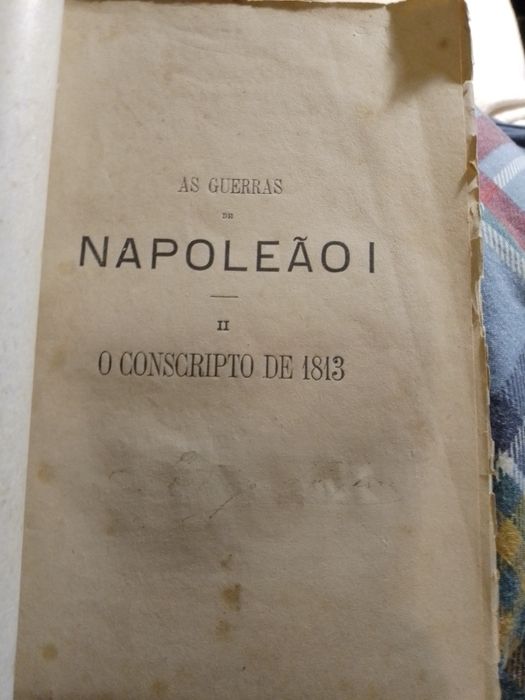 AS GUERRAS
DE
NAPOLEÃO I
II
O CONSCRIPTO DE 1813